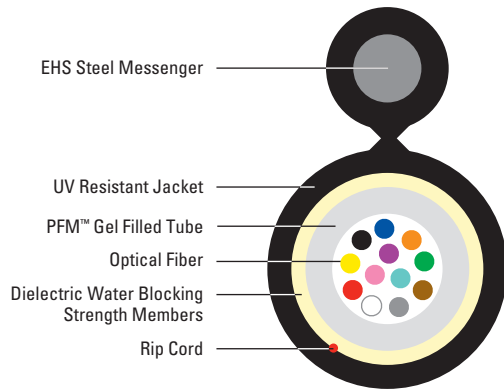 EHS Steel Messenger
UV Resistant Jacket
PFM™ Gel Filled Tube
Optical Fiber
Dielectric Water Blocking
Strength Members
Rip Cord